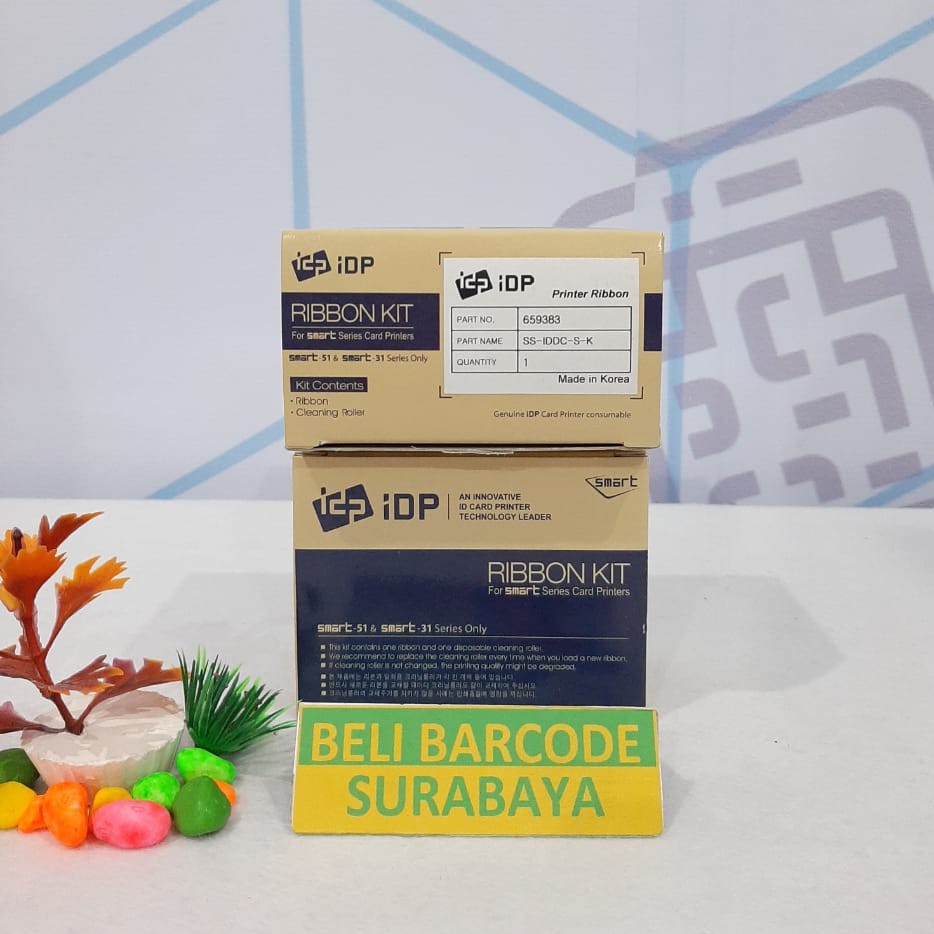 iDP
RIBBON KIT
For smart Series Card Printers
smart-51 & smart-31 Series Only
Kit Contents
· Ribbon
· Cleaning Roller
iDP
Printer Ribbon
PART NO. 659383
PART NAME SS-IDDC-S-K
QUANTITY 1
Made in Korea
Genuine iDP Card Printer consumable
iDP
AN INNOVATIVE
ID CARD PRINTER
TECHNOLOGY LEADER
smart
RIBBON KIT
For smart Series Card Printers
smart-51 & smart-31 Series Only
■ This kit contains one ribbon and one disposable cleaning roller.
■ We recommend to replace the cleaning roller every time when you load a new ribbon.
■ If cleaning roller is not changed, the printing quality might be degraded.
BELI BARCODE
SURABAYA